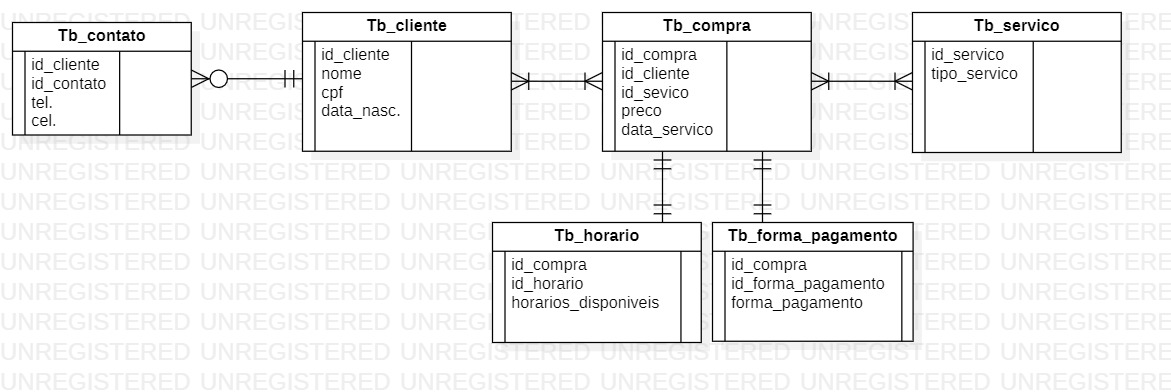 Tb_contato
id_cliente
id_contato
tel.
cel.
Tb_cliente
id_cliente
nome
cpf
data_nasc.
Tb_compra
id_compra
id_cliente
id_sevico
preco
data_servico
Tb_servico
id_servico
tipo_servico
Tb_horario
id_compra
id_horario
horarios_disponiveis
Tb_forma_pagamento
id_compra
id_forma_pagamento
forma_pagamento
UNREGISTERED UNREGISTERED UNREGISTERED UNREGISTERED UNREGISTERED UNREGISTERED